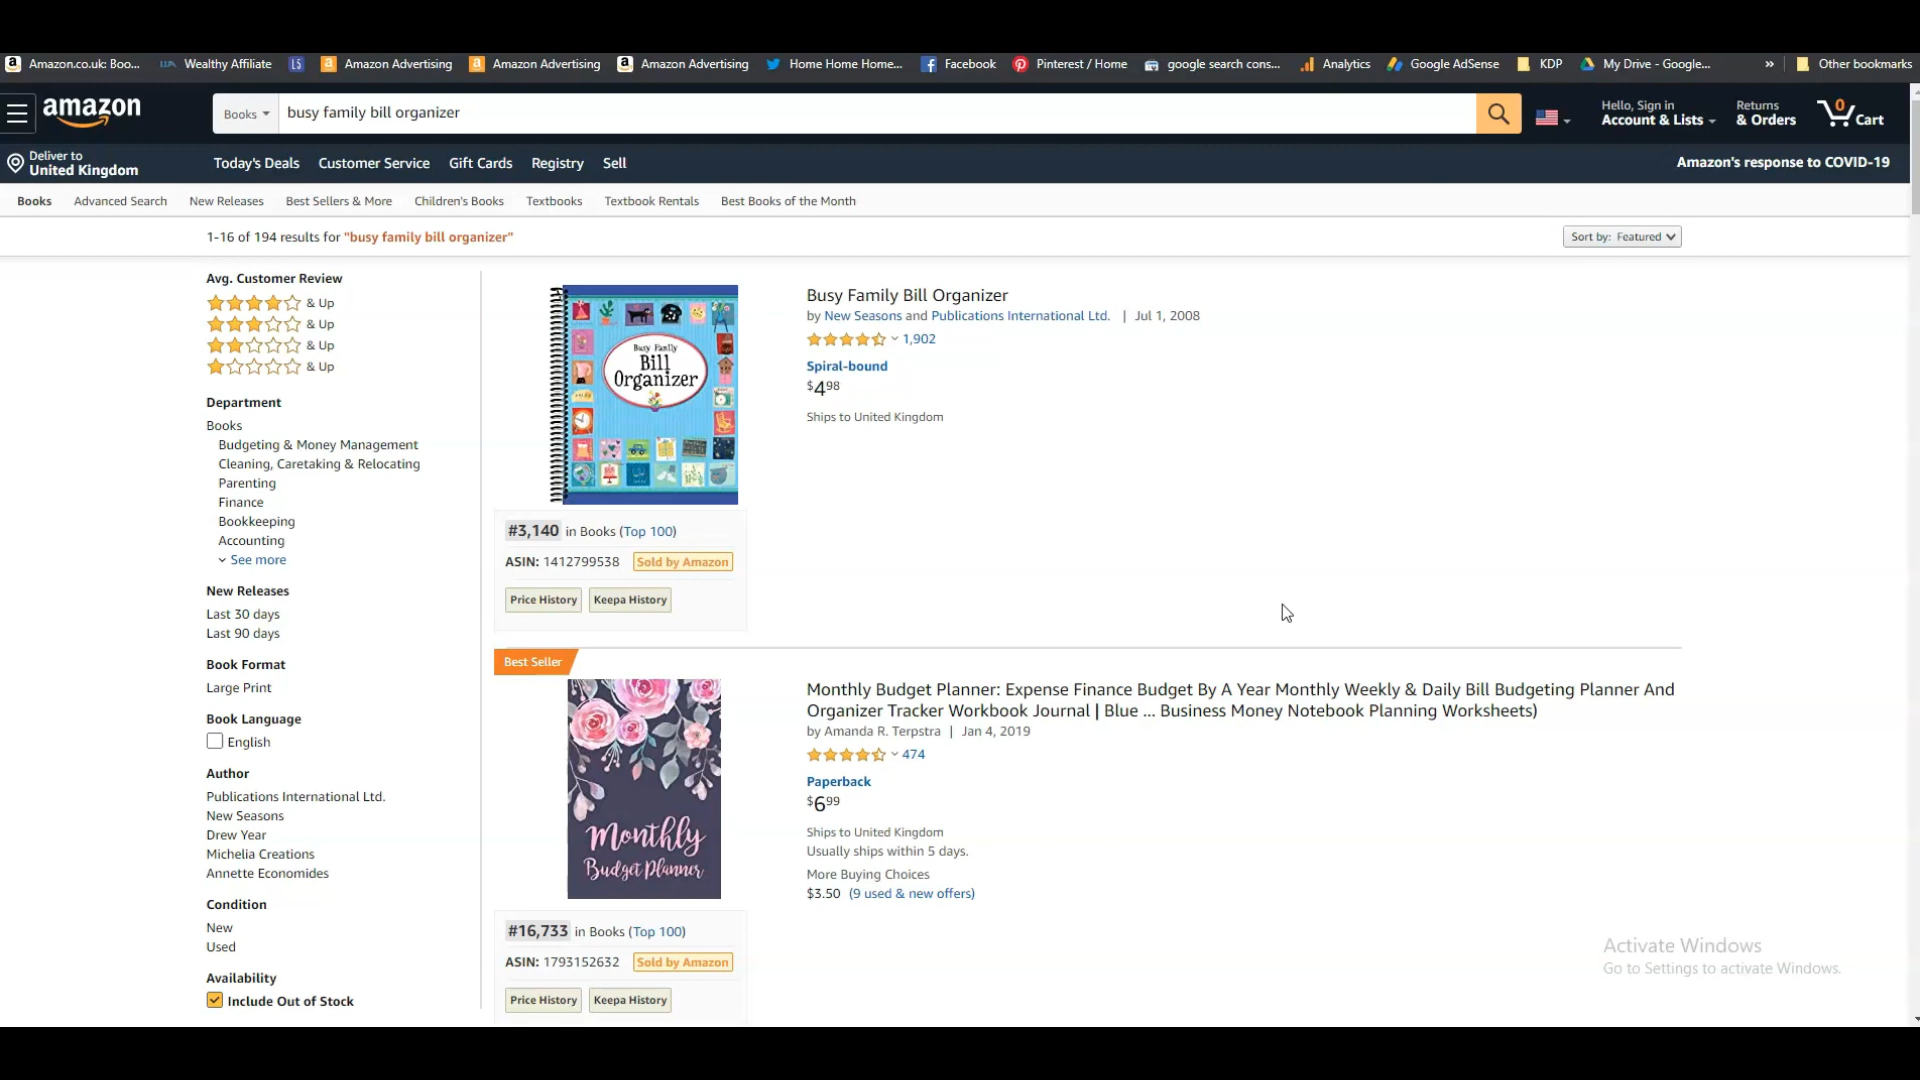 Amazon.co.uk: Boo...
Wealthy Affiliate
LS
Amazon Advertising
Amazon Advertising
Amazon Advertising
Home Home Home...
Facebook
Pinterest / Home
google search cons...
Analytics
Google AdSense
KDP
My Drive - Google...
»
Other bookmarks
amazon
Books
busy family bill organizer
Hello, Sign in
Account & Lists
Returns
& Orders
0
Cart
Deliver to
United Kingdom
Today's Deals
Customer Service
Gift Cards
Registry
Sell
Amazon's response to COVID-19
Books
Advanced Search
New Releases
Best Sellers & More
Children's Books
Textbooks
Textbook Rentals
Best Books of the Month
1-16 of 194 results for "busy family bill organizer"
Sort by: Featured
Avg. Customer Review
& Up
& Up
& Up
& Up
Department
Books
Budgeting & Money Management
Cleaning, Caretaking & Relocating
Parenting
Finance
Bookkeeping
Accounting
See more
New Releases
Last 30 days
Last 90 days
Book Format
Large Print
Book Language
English
Author
Publications International Ltd.
New Seasons
Drew Year
Michelia Creations
Annette Economides
Condition
New
Used
Availability
Include Out of Stock
Busy Family
Bill
Organizer
#3,140 in Books (Top 100)
ASIN: 1412799538 Sold by Amazon
Price History Keepa History
Busy Family Bill Organizer
by New Seasons and Publications International Ltd. | Jul 1, 2008
1,902
Spiral-bound
$498
Ships to United Kingdom
Best Seller
Monthly
Budget Planner
#16,733 in Books (Top 100)
ASIN: 1793152632 Sold by Amazon
Price History Keepa History
Monthly Budget Planner: Expense Finance Budget By A Year Monthly Weekly & Daily Bill Budgeting Planner And
Organizer Tracker Workbook Journal | Blue ... Business Money Notebook Planning Worksheets)
by Amanda R. Terpstra | Jan 4, 2019
474
Paperback
$699
Ships to United Kingdom
Usually ships within 5 days.
More Buying Choices
$3.50 (9 used & new offers)
Activate Windows
Go to Settings to activate Windows.